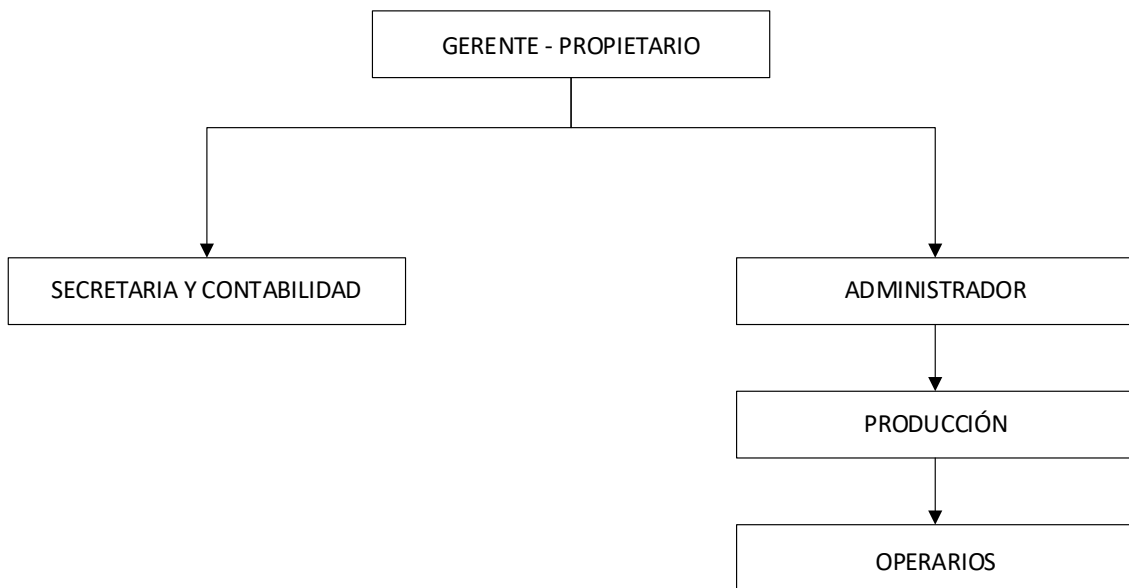 GERENTE - PROPIETARIO
SECRETARIA Y CONTABILIDAD
ADMINISTRADOR
PRODUCCIÓN
OPERARIOS